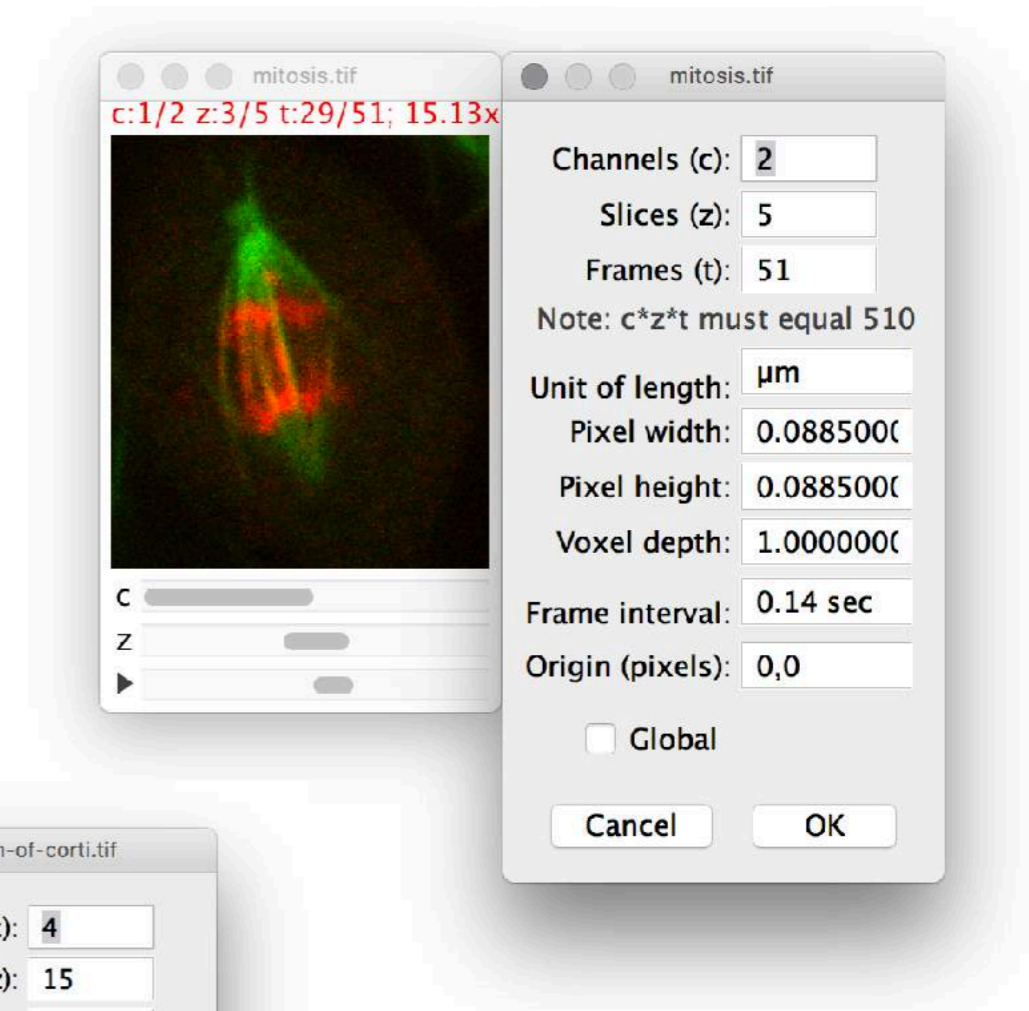 mitosis.tif
c:1/2 z:3/5 t:29/51; 15.13x
C
Z
mitosis.tif
Channels (c): 2
Slices (z): 5
Frames (t): 51
Note: c*z*t must equal 510
Unit of length: µm
Pixel width: 0.088500
Pixel height: 0.088500
Voxel depth: 1.000000
Frame interval: 0.14 sec
Origin (pixels): 0,0
Global
Cancel OK
-of-corti.tif
): 4
): 15